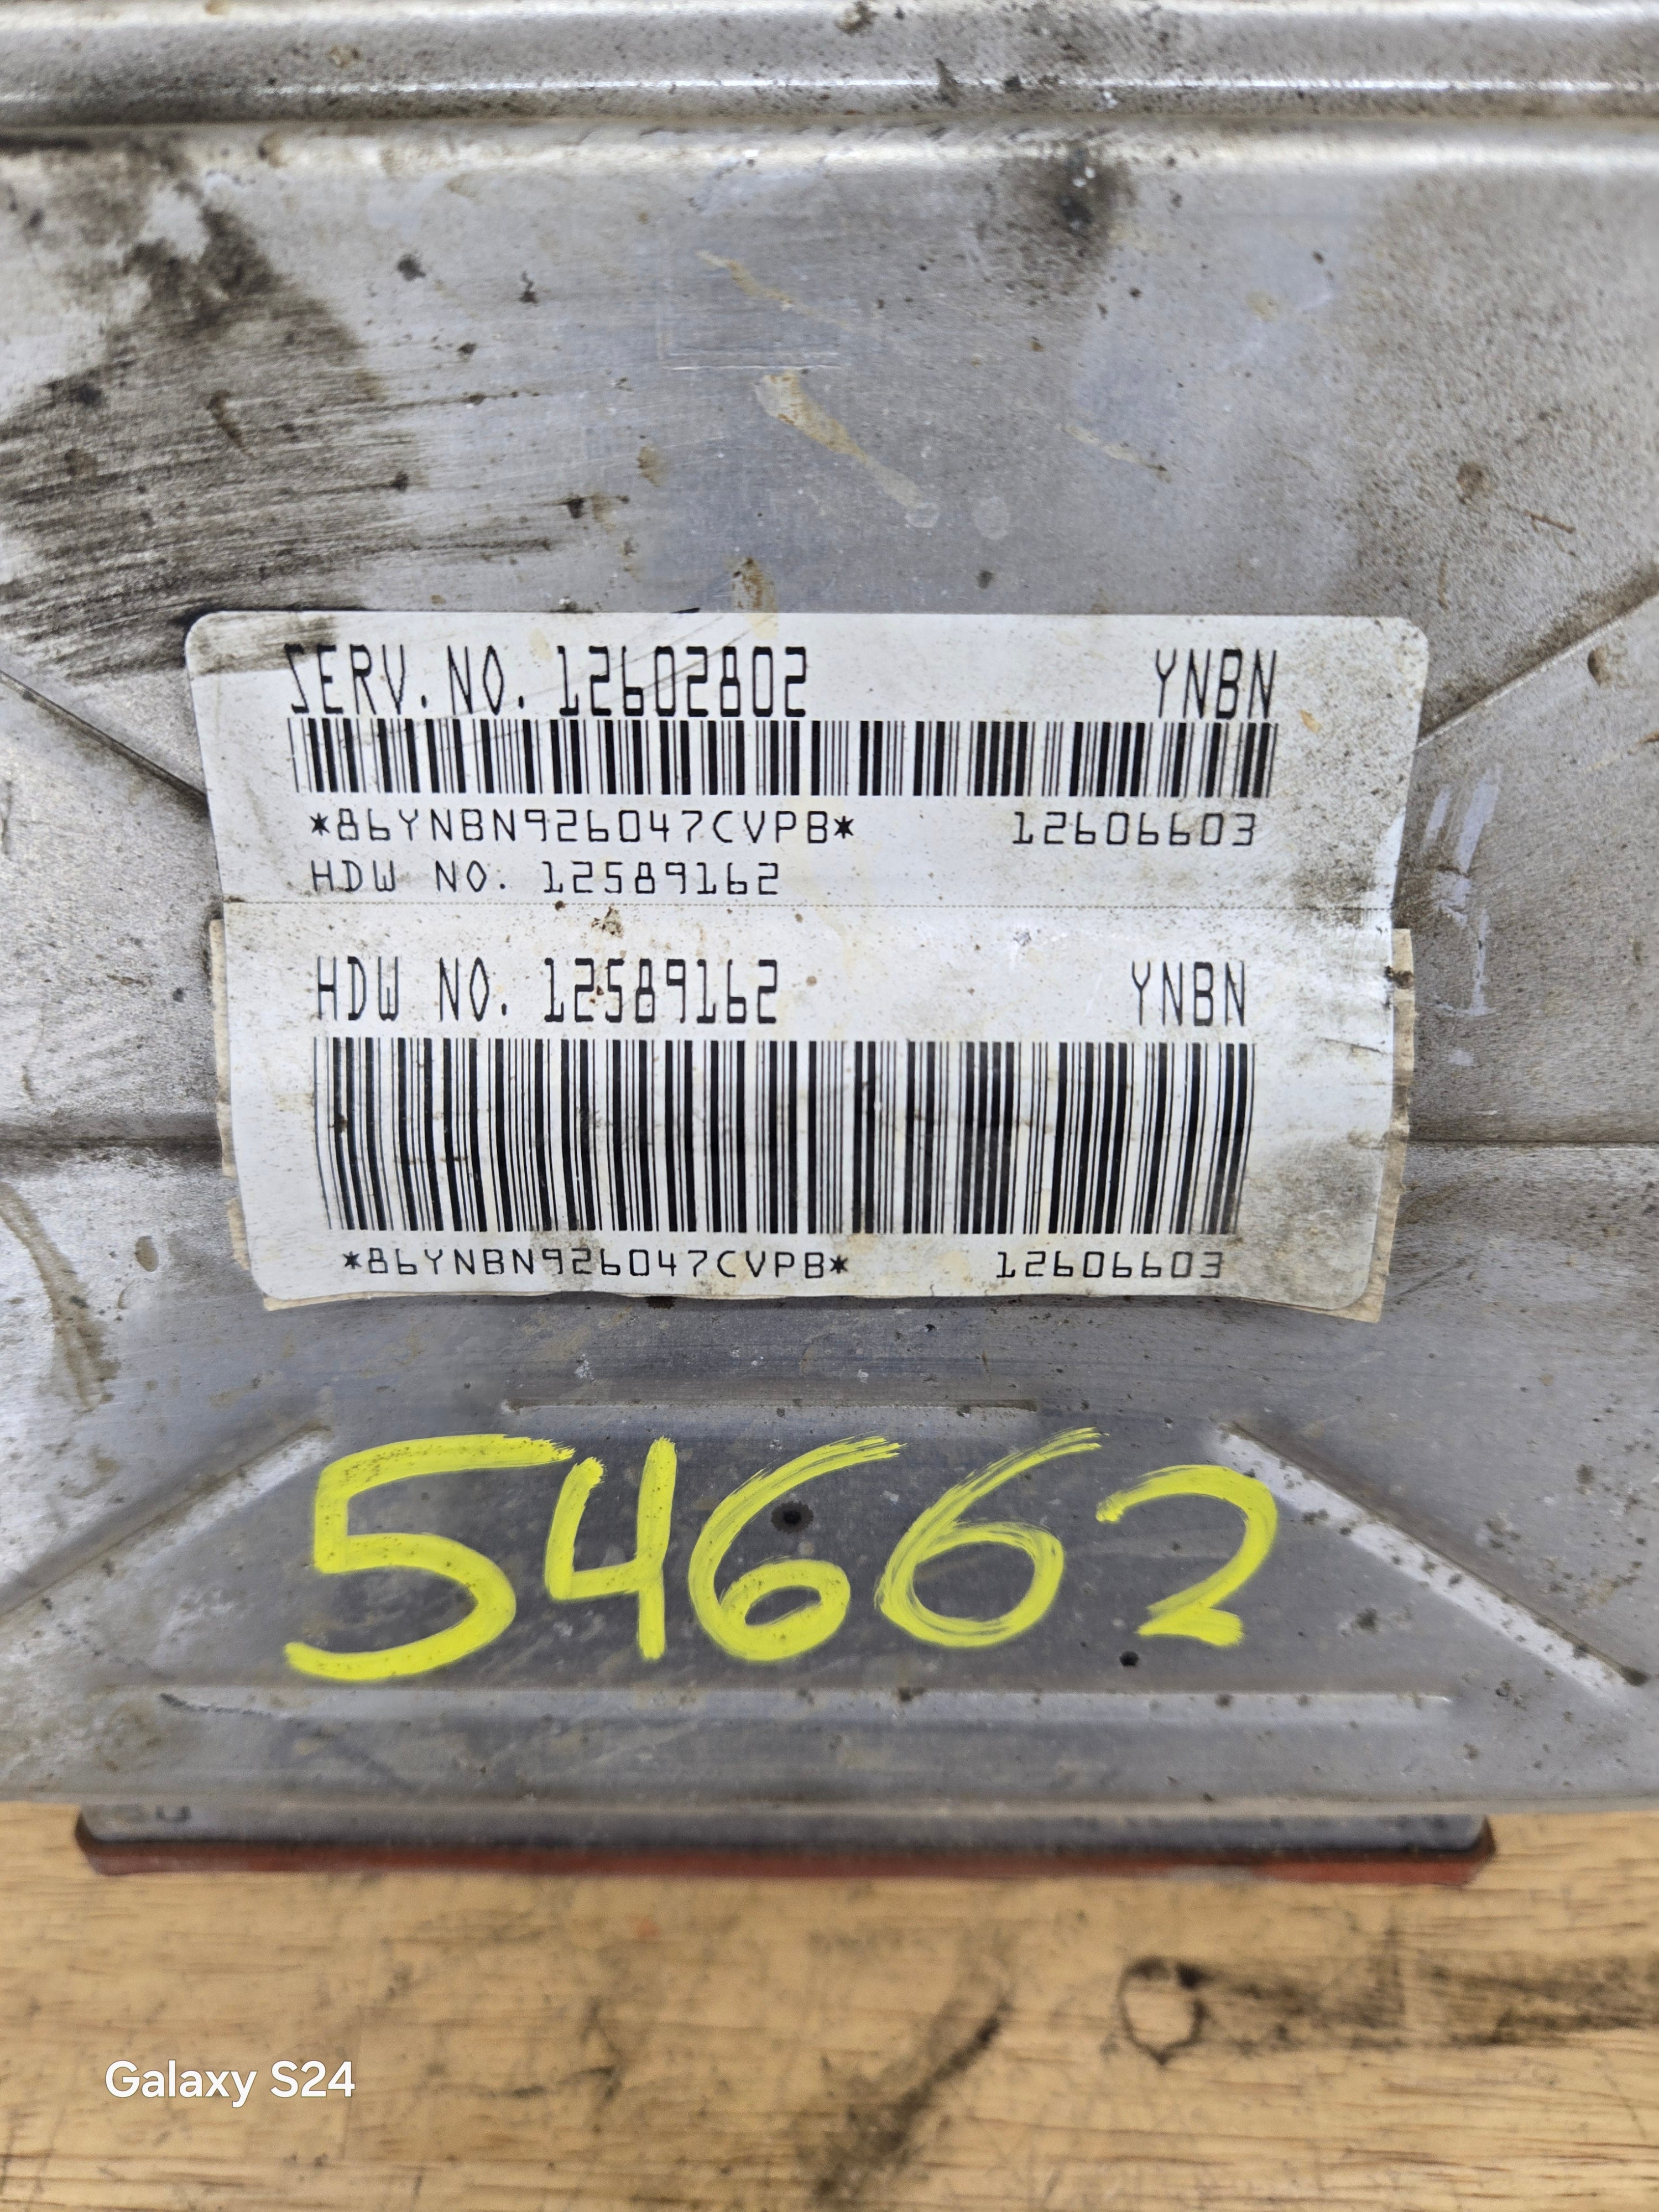 SERV. NO. 12602802 YNBN
*86YNBN926047CVPB* 12606603
HDW NO. 12589162
HDW NO. 12589162 YNBN
*86YNBN926047CVPB* 12606603
54662
Galaxy S24